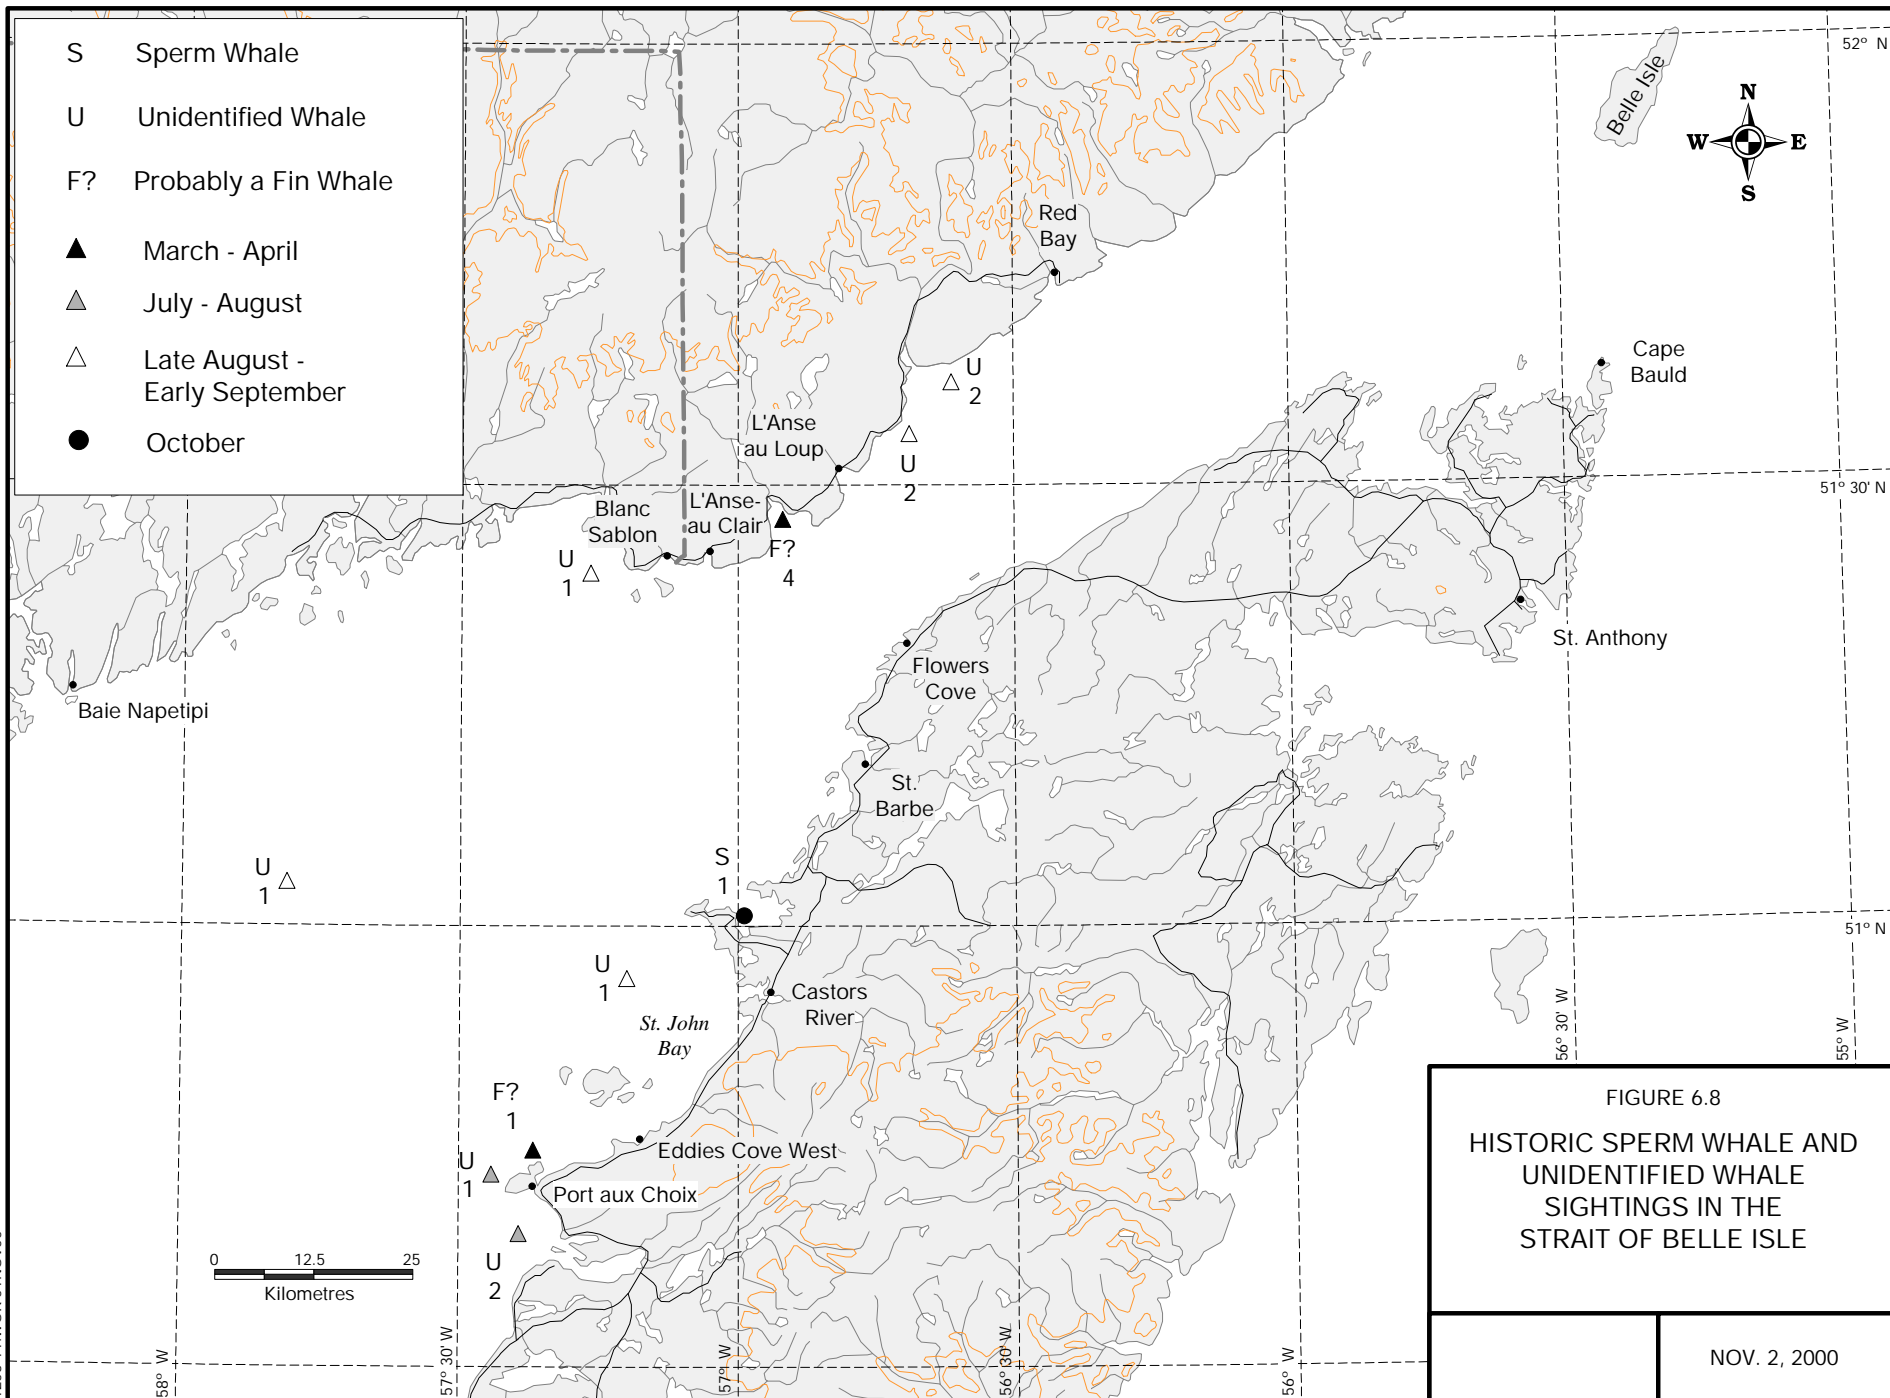 S Sperm Whale
U Unidentified Whale
F? Probably a Fin Whale
March - April
July - August
Late August -
Early September
October
52° N
Belle Isle
N
W E
S
Red
Bay
Cape
Bauld
U
2
L'Anse
au Loup
U
2
51° 30' N
Blanc
Sablon
L'Anse-
au Clair
F?
4
U
1
Flowers
Cove
St. Anthony
Baie Napetipi
St.
Barbe
S
1
U
1
51° N
U
1
Castors
River
St. John
Bay
56° 30' W
55° W
F?
1
Eddies Cove West
U
1
Port aux Choix
U
2
0 12.5 25
Kilometres
58° W
57° 30' W
57° W
56° 30' W
56° W
FIGURE 6.8
HISTORIC SPERM WHALE AND
UNIDENTIFIED WHALE
SIGHTINGS IN THE
STRAIT OF BELLE ISLE
NOV. 2, 2000